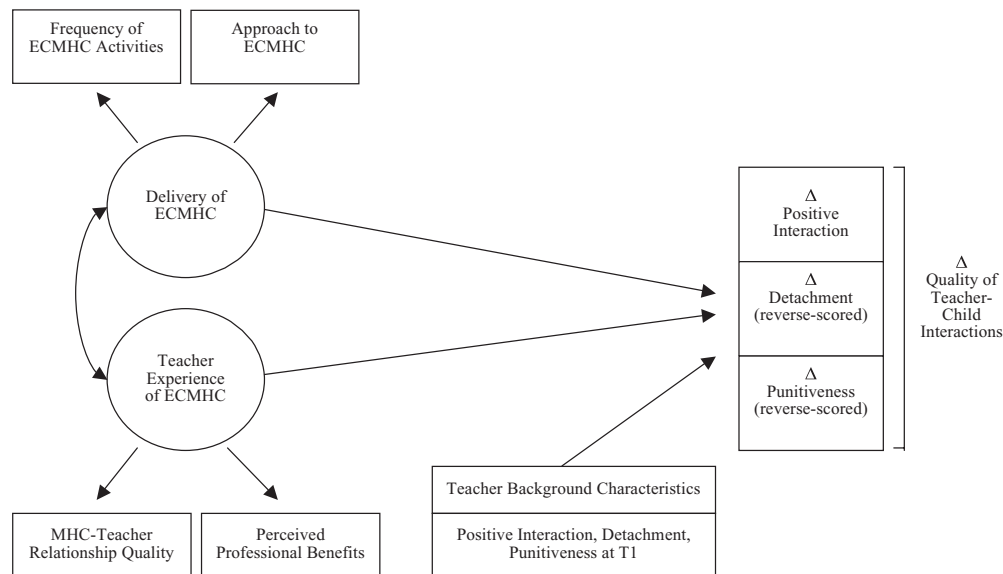 Frequency of
ECMHC Activities
Approach to
ECMHC
Delivery of
ECMHC
Teacher
Experience
of ECMHC
MHC-Teacher
Relationship Quality
Perceived
Professional Benefits
Teacher Background Characteristics
Positive Interaction, Detachment,
Punitiveness at T1
Δ
Positive
Interaction
Δ
Detachment
(reverse-scored)
Δ
Punitiveness
(reverse-scored)
Δ
Quality of
Teacher-
Child
Interactions